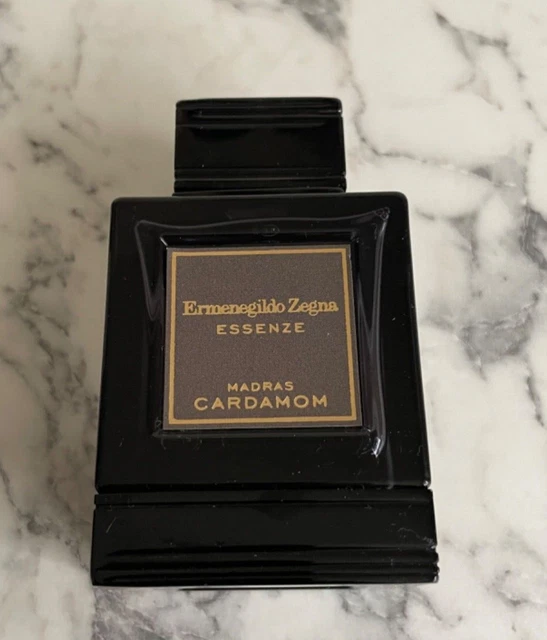 Ermenegildo Zegna
ESSENZE
MADRAS
CARDAMOM